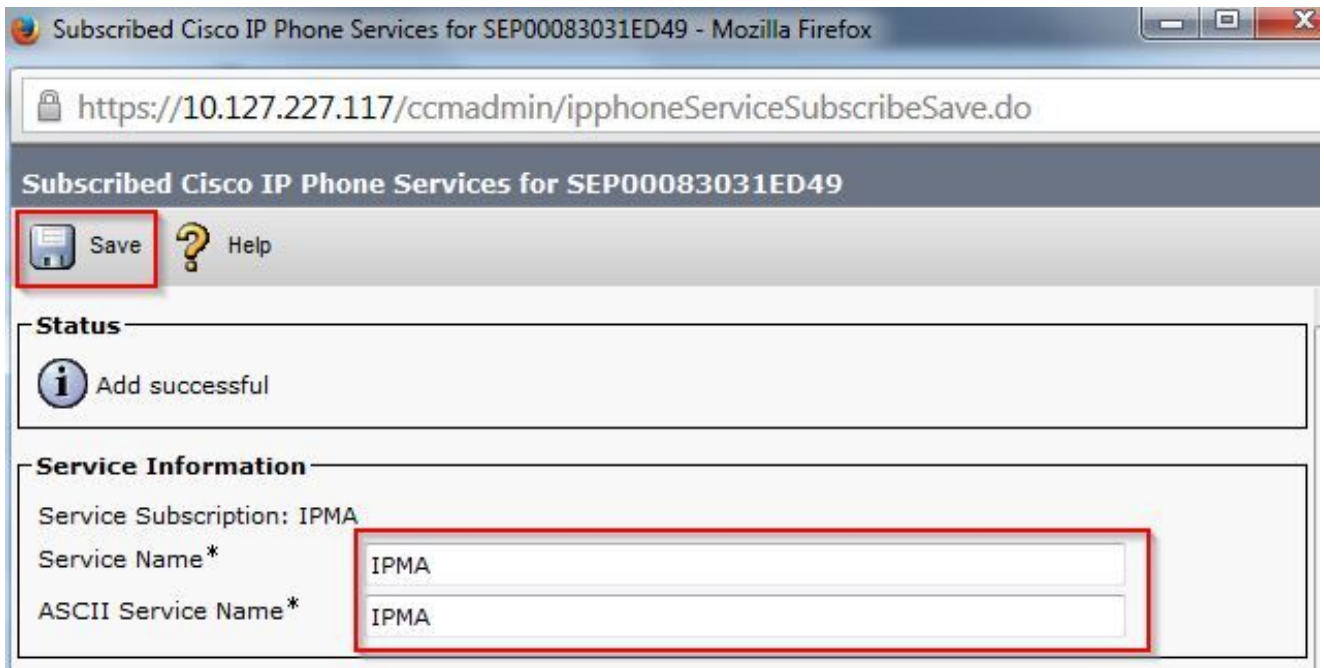 Subscribed Cisco IP Phone Services for SEP00083031ED49 - Mozilla Firefox
https://10.127.227.117/ccmadmin/ipphoneServiceSubscribeSave.do
Subscribed Cisco IP Phone Services for SEP00083031ED49
Save ? Help
Status
i Add successful
Service Information
Service Subscription: IPMA
Service Name* IPMA
ASCII Service Name* IPMA